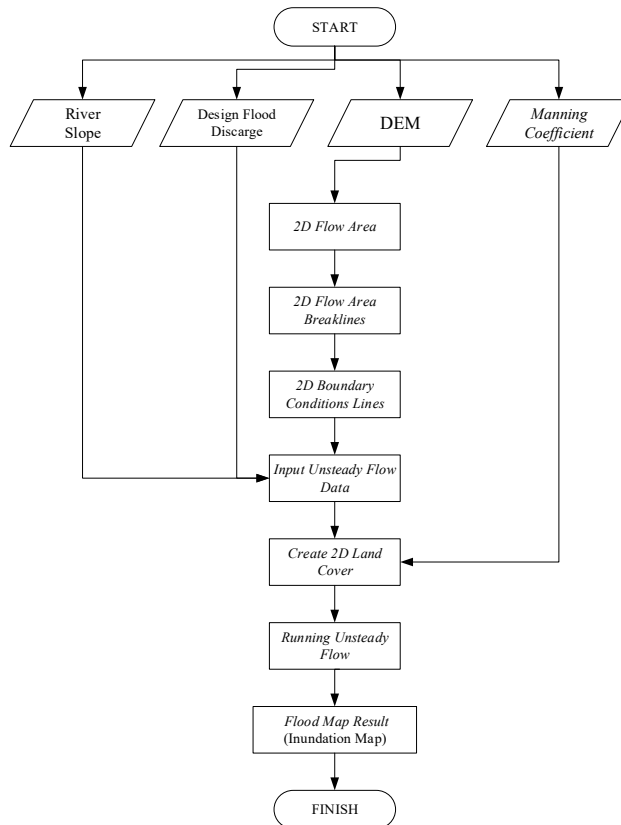 START
River
Slope
Design Flood
Discarge
DEM
Manning
Coefficient
2D Flow Area
2D Flow Area
Breaklines
2D Boundary
Conditions Lines
Input Unsteady Flow
Data
Create 2D Land
Cover
Running Unsteady
Flow
Flood Map Result
(Inundation Map)
FINISH